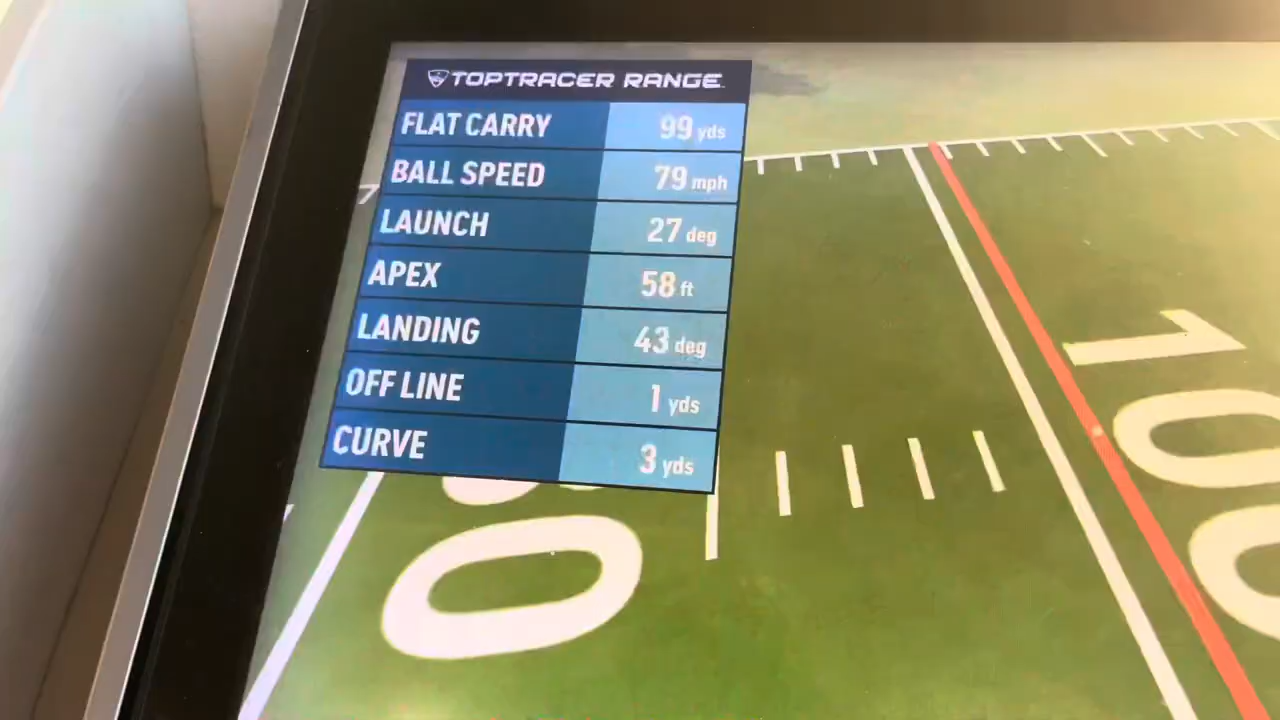 TOPTRACER RANGE
FLAT CARRY 99 yds
BALL SPEED 79 mph
LAUNCH 27 deg
APEX 58 ft
LANDING 43 deg
OFF LINE 1 yds
CURVE 3 yds
100